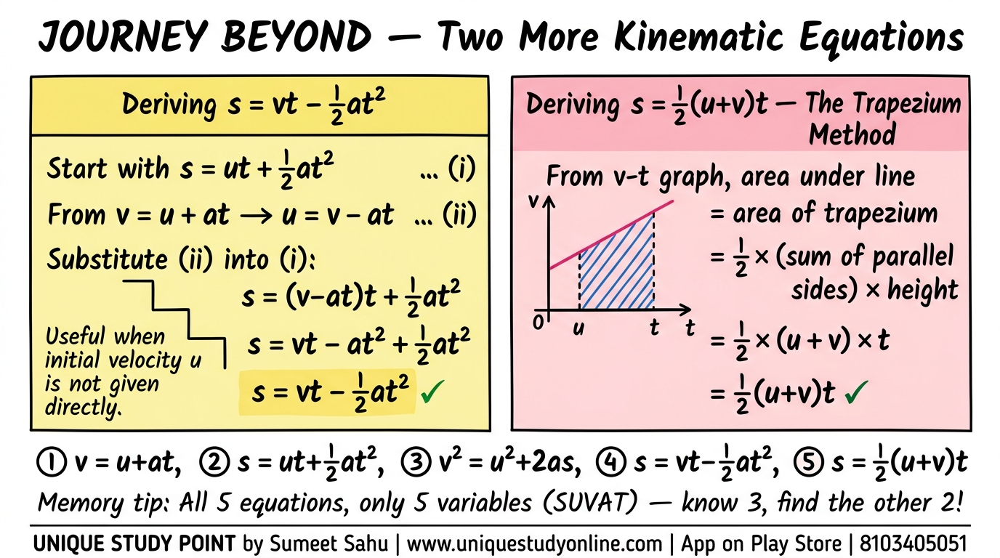 JOURNEY BEYOND — Two More Kinematic Equations
Deriving s = vt − ½at²
Start with s = ut + ½at² ... (i)
From v = u + at → u = v − at ... (ii)
Substitute (ii) into (i):
s = (v−at)t + ½at²
s = vt − at² + ½at²
s = vt − ½at² ✓
Useful when
initial velocity u
is not given
directly.
Deriving s = ½(u+v)t — The Trapezium
Method
From v-t graph, area under line
v
0 u t t
= area of trapezium
= ½ × (sum of parallel
sides) × height
= ½ × (u + v) × t
= ½(u+v)t ✓
① v = u+at, ② s = ut+½at², ③ v² = u²+2as, ④ s = vt−½at², ⑤ s = ½(u+v)t
Memory tip: All 5 equations, only 5 variables (SUVAT) — know 3, find the other 2!
UNIQUE STUDY POINT by Sumeet Sahu | www.uniquestudyonline.com | App on Play Store | 8103405051